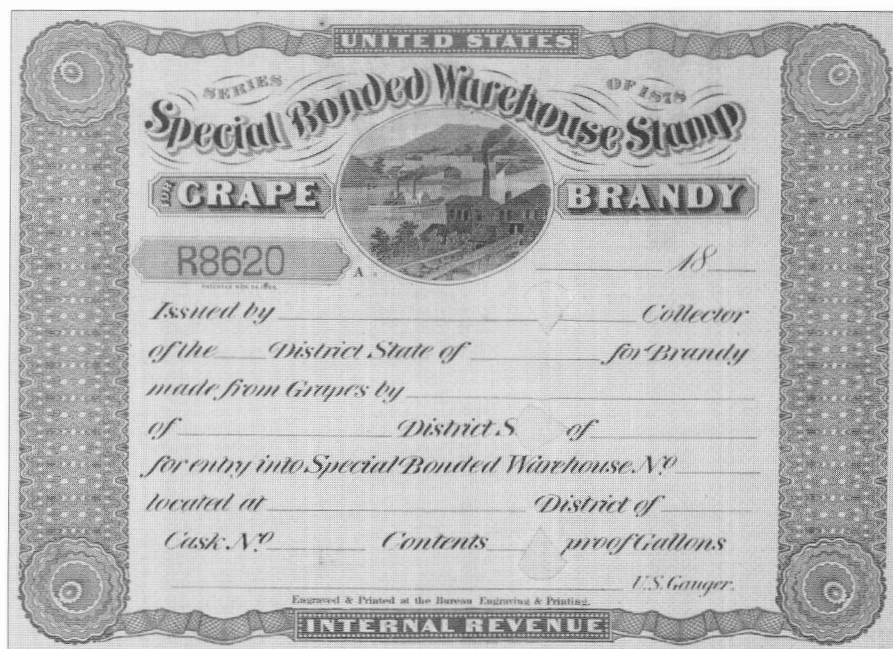 UNITED STATES
SERIES OF 1878
Special Bonded Warehouse Stamp
FOR GRAPE BRANDY
R8620 A 18
Issued by Collector
of the District State of for Brandy
made from Grapes by
of District S of
for entry into Special Bonded Warehouse No
located at District of
Cask No Contents proof Gallons
U.S. Gauger.
Engraved & Printed at the Bureau Engraving & Printing.
INTERNAL REVENUE